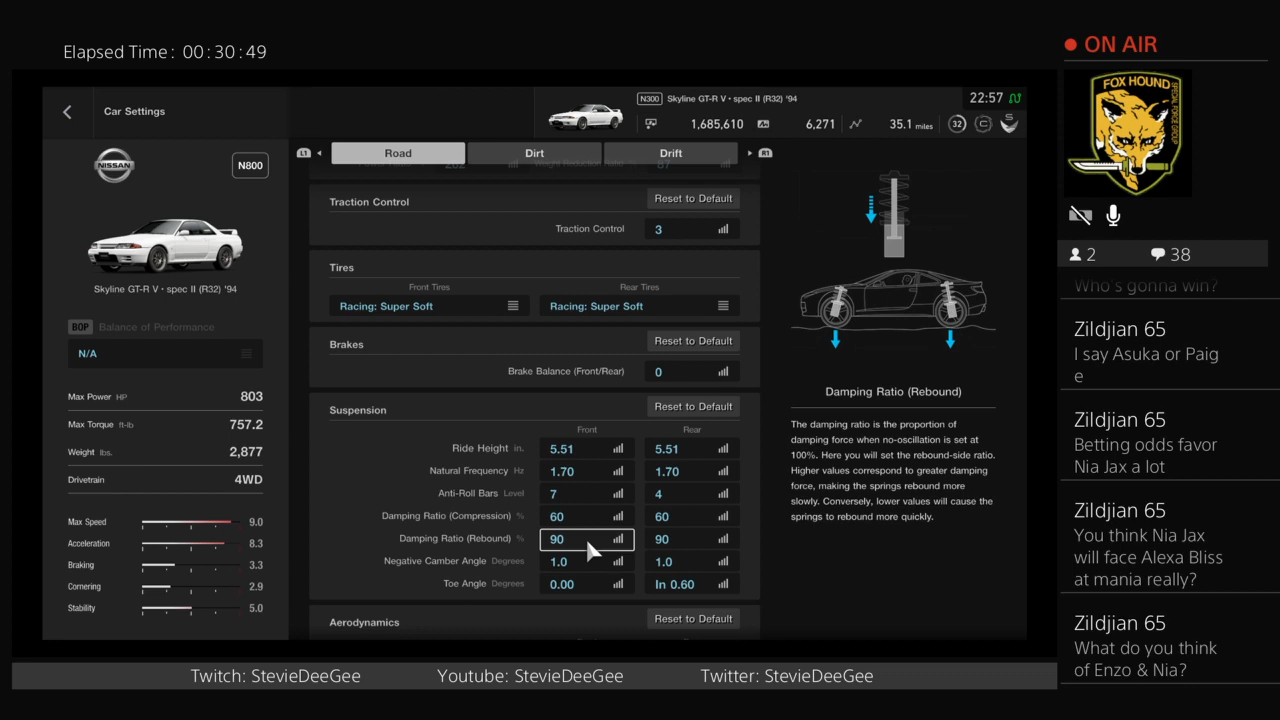 Elapsed Time: 00:30:49
ON AIR
FOX HOUND
SPECIAL FORCE GROUP
Car Settings
N300 Skyline GT-R V • spec II (R32) '94
22:57
1,685,610 6,271 35.1 miles 32
NISSAN
N800
Road Dirt Drift
202 Weight Reduction Ratio % 87
Traction Control Reset to Default
Traction Control 3
Tires
Front Tires Rear Tires
Racing: Super Soft Racing: Super Soft
Brakes Reset to Default
Brake Balance (Front/Rear) 0
Suspension Reset to Default
Front Rear
Ride Height in. 5.51 5.51
Natural Frequency Hz 1.70 1.70
Anti-Roll Bars Level 7 4
Damping Ratio (Compression) % 60 60
Damping Ratio (Rebound) % 90 90
Negative Camber Angle Degrees 1.0 1.0
Toe Angle Degrees 0.00 In 0.60
Aerodynamics Reset to Default
Skyline GT-R V • spec II (R32) '94
BOP Balance of Performance
N/A
Max Power HP 803
Max Torque ft-lb 757.2
Weight lbs. 2,877
Drivetrain 4WD
Max Speed 9.0
Acceleration 8.3
Braking 3.3
Cornering 2.9
Stability 5.0
Damping Ratio (Rebound)
The damping ratio is the proportion of
damping force when no-oscillation is set at
100%. Here you will set the rebound-side ratio.
Higher values correspond to greater damping
force, making the springs rebound more
slowly. Conversely, lower values will cause the
springs to rebound more quickly.
2 38
Who's gonna win?
Zildjian 65
I say Asuka or Paig
e
Zildjian 65
Betting odds favor
Nia Jax a lot
Zildjian 65
You think Nia Jax
will face Alexa Bliss
at mania really?
Zildjian 65
What do you think
of Enzo & Nia?
Twitch: StevieDeeGee Youtube: StevieDeeGee Twitter: StevieDeeGee